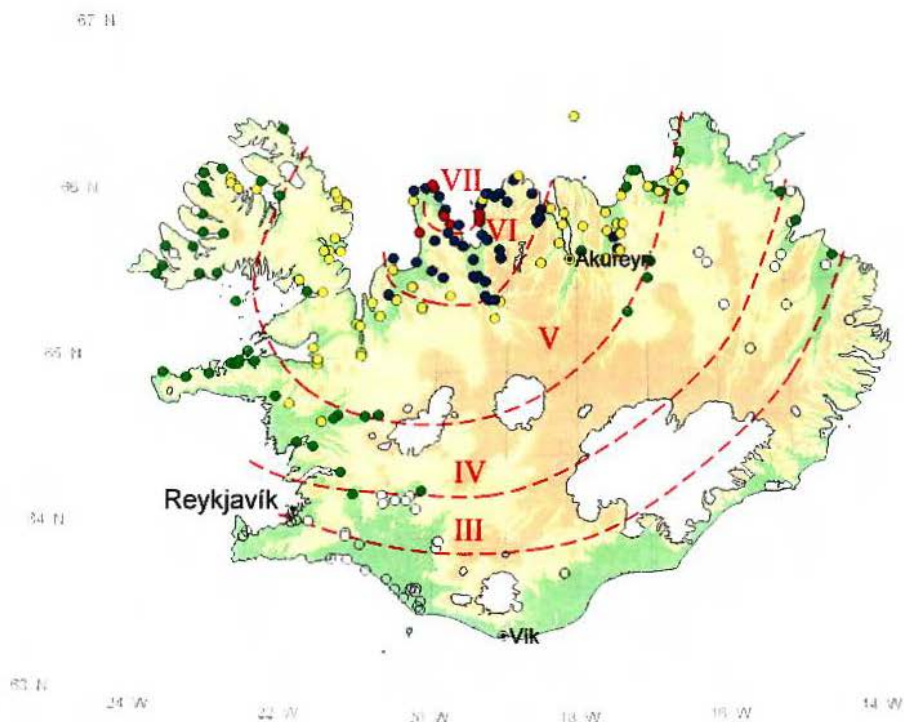 67 N
VII
66 N
VI
Akureyri
V
65 N
IV
Reykjavík
64 N
III
Vík
63 N
24 W
22 W
20 W
18 W
16 W
14 W